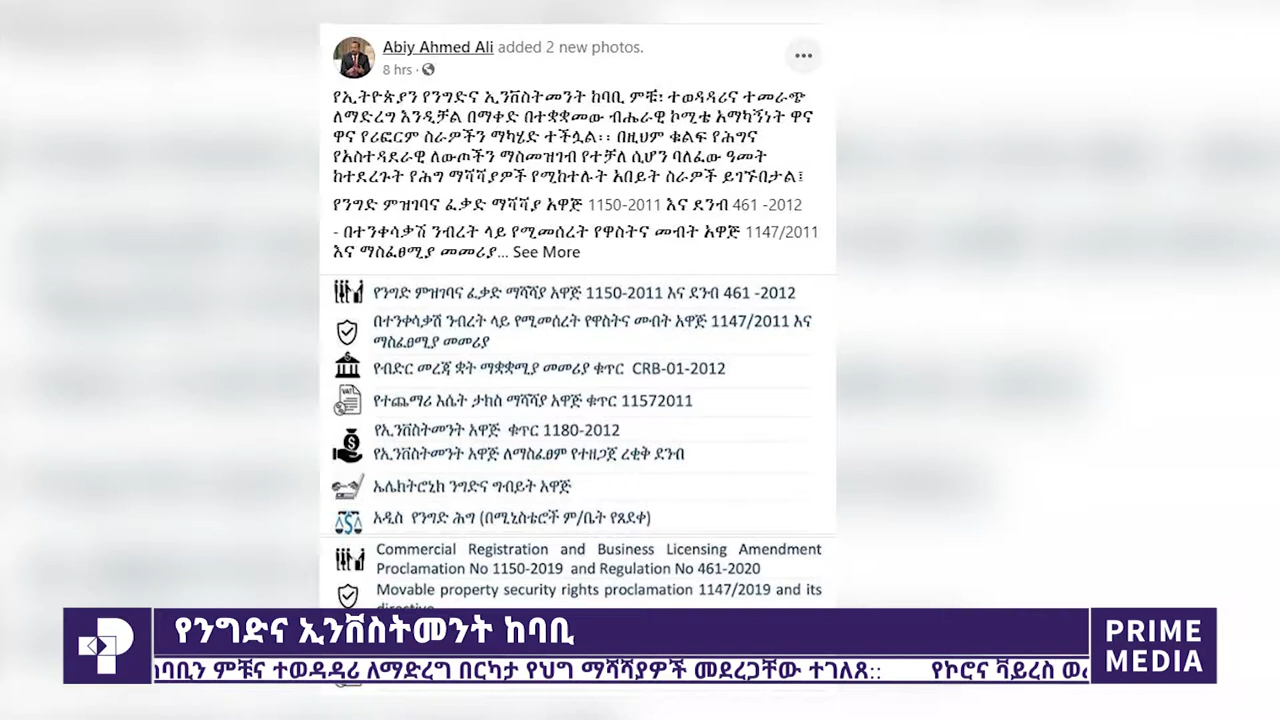 Abiy Ahmed Ali added 2 new photos.
8 hrs ·
የኢትዮጵያን የንግድና ኢንቨስትመንት ከባቢ ምቹ፣ ተወዳዳሪና ተመራጭ
ለማድረግ እንዲቻል በማቀድ በተቋቋመው ብሔራዊ ኮሚቴ አማካኝነት ዋና
ዋና የሪፎርም ስራዎችን ማካሄድ ተችሏል፡፡ በዚህም ቁልፍ የሕግና
የአስተዳደራዊ ለውጦችን ማስመዝገብ የተቻለ ሲሆን ባለፈው ዓመት
ከተደረጉት የሕግ ማሻሻያዎች የሚከተሉት አበይት ስራዎች ይገኙበታል፤
የንግድ ምዝገባና ፈቃድ ማሻሻያ አዋጅ 1150-2011 እና ደንብ 461 -2012
- በተንቀሳቃሽ ንብረት ላይ የሚመሰረት የዋስትና መብት አዋጅ 1147/2011
እና ማስፈፀሚያ መመሪያ... See More
የንግድ ምዝገባና ፈቃድ ማሻሻያ አዋጅ 1150-2011 እና ደንብ 461 -2012
በተንቀሳቃሽ ንብረት ላይ የሚመሰረት የዋስትና መብት አዋጅ 1147/2011 እና
ማስፈፀሚያ መመሪያ
የብድር መረጃ ቋት ማቋቋሚያ መመሪያ ቁጥር CRB-01-2012
VAT
የተጨማሪ እሴት ታክስ ማሻሻያ አዋጅ ቁጥር 11572011
የኢንቨስትመንት አዋጅ ቁጥር 1180-2012
የኢንቨስትመንት አዋጅ ለማስፈፀም የተዘጋጀ ረቂቅ ደንብ
ኤሌክትሮኒክ ንግድና ግብይት አዋጅ
አዲስ የንግድ ሕግ (በሚኒስቴሮች ም/ቤት የጸደቀ)
Commercial Registration and Business Licensing Amendment
Proclamation No 1150-2019 and Regulation No 461-2020
Movable property security rights proclamation 1147/2019 and its
directive
የንግድና ኢንቨስትመንት ከባቢ
PRIME
MEDIA
ከባቢን ምቹና ተወዳዳሪ ለማድረግ በርካታ የህግ ማሻሻያዎች መደረጋቸው ተገለጸ:: የኮሮና ቫይረስ